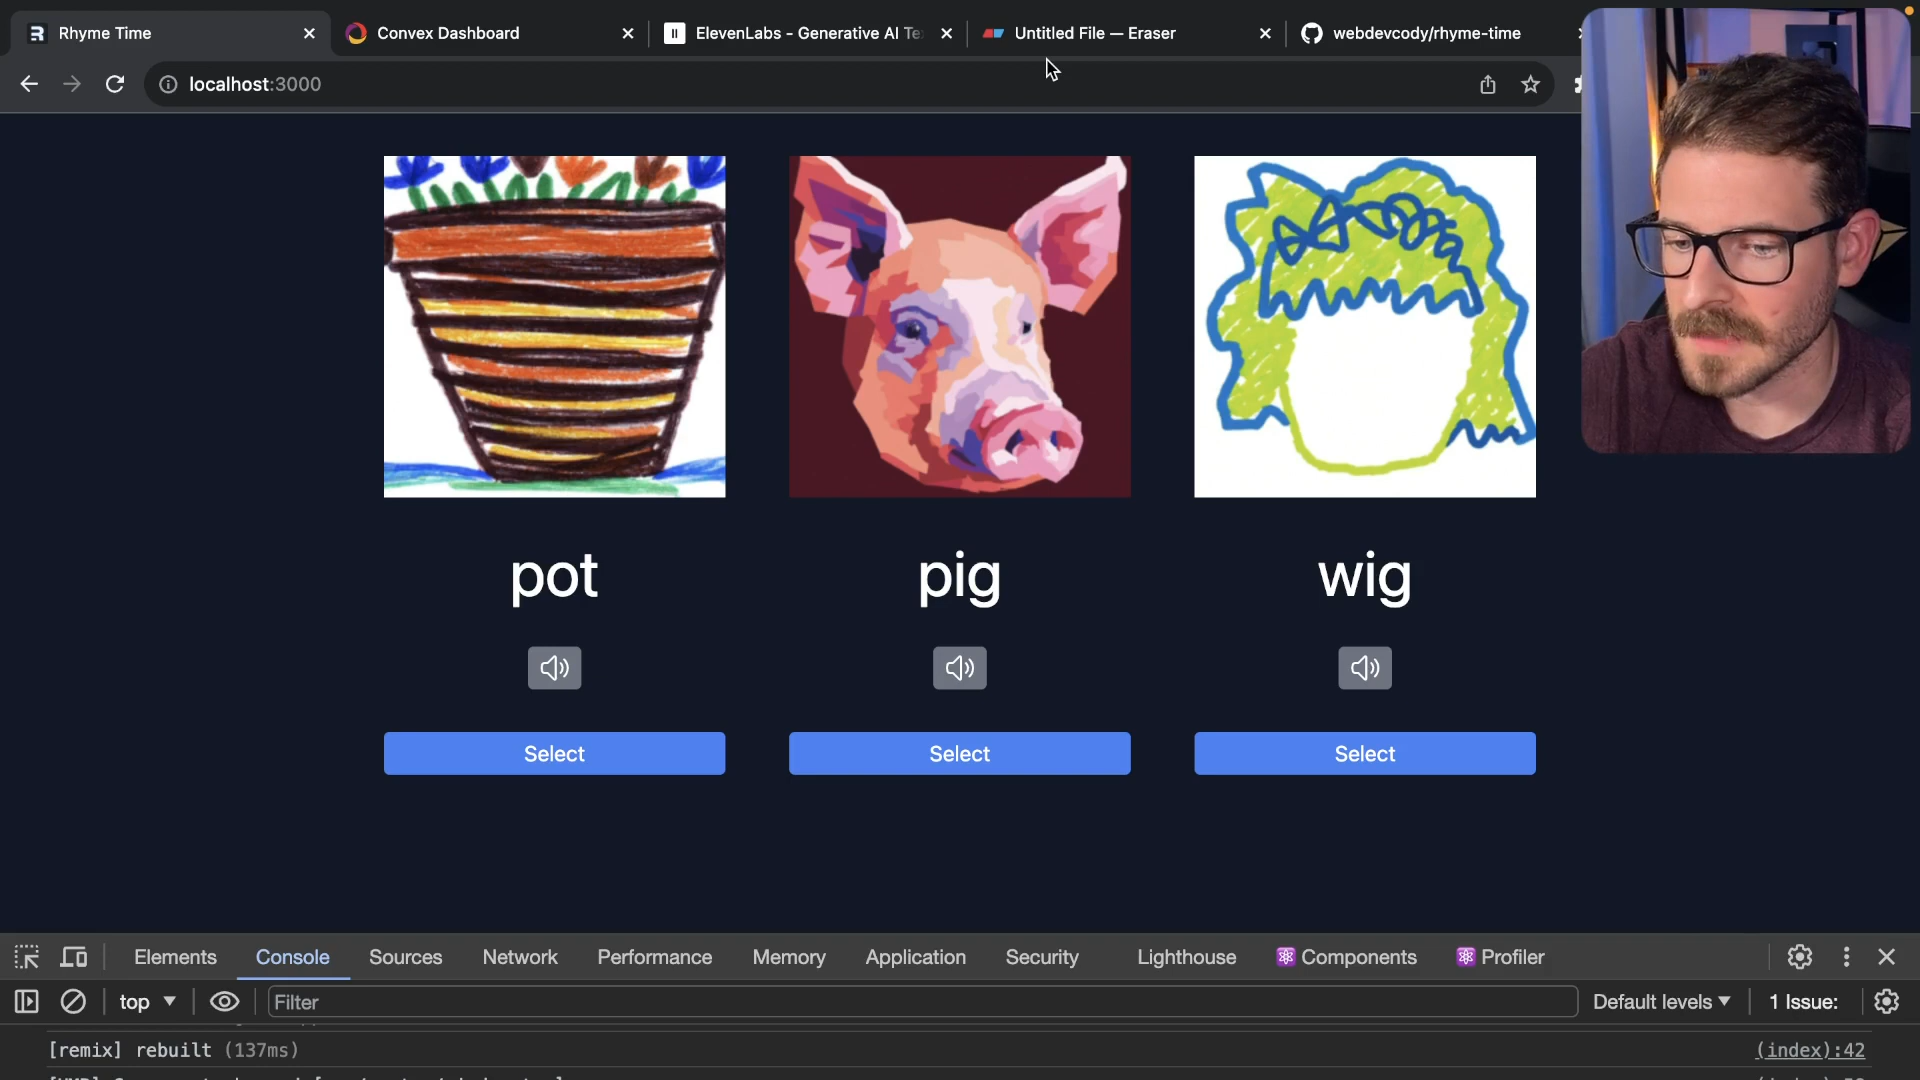 Rhyme Time
Convex Dashboard
ElevenLabs - Generative AI Te
Untitled File — Eraser
webdevcody/rhyme-time
localhost:3000
pot
pig
wig
Select
Select
Select
Elements
Console
Sources
Network
Performance
Memory
Application
Security
Lighthouse
Components
Profiler
top
Filter
Default levels
1 Issue:
[remix] rebuilt (137ms)
(index):42